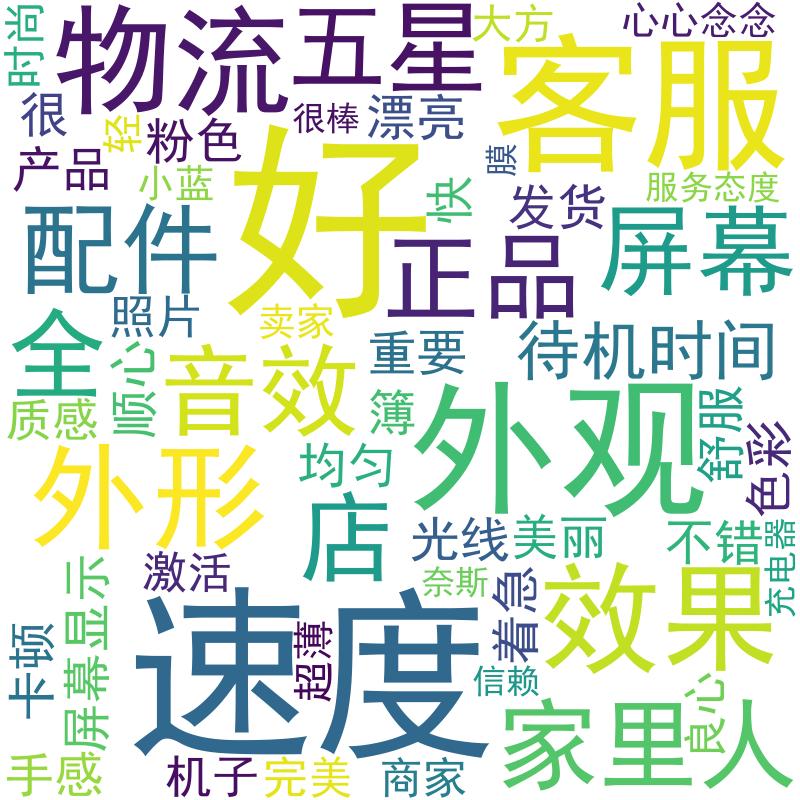 时尚
物流
五星
大方
心心念念
客服
很
轻
粉色
很棒
漂亮
膜
产品
小蓝
好
快
发货
服务态度
配件
正品
屏幕
照片
卖家
重要
待机时间
全
顺心
音效
质感
簿
外观
舒服
色彩
外形
均匀
店
光线
美丽
不错
充电器
激活
奈斯
着急
效果
屏幕显示
卡顿
速度
超薄
信赖
良心
家里人
手感
机子
完美
商家